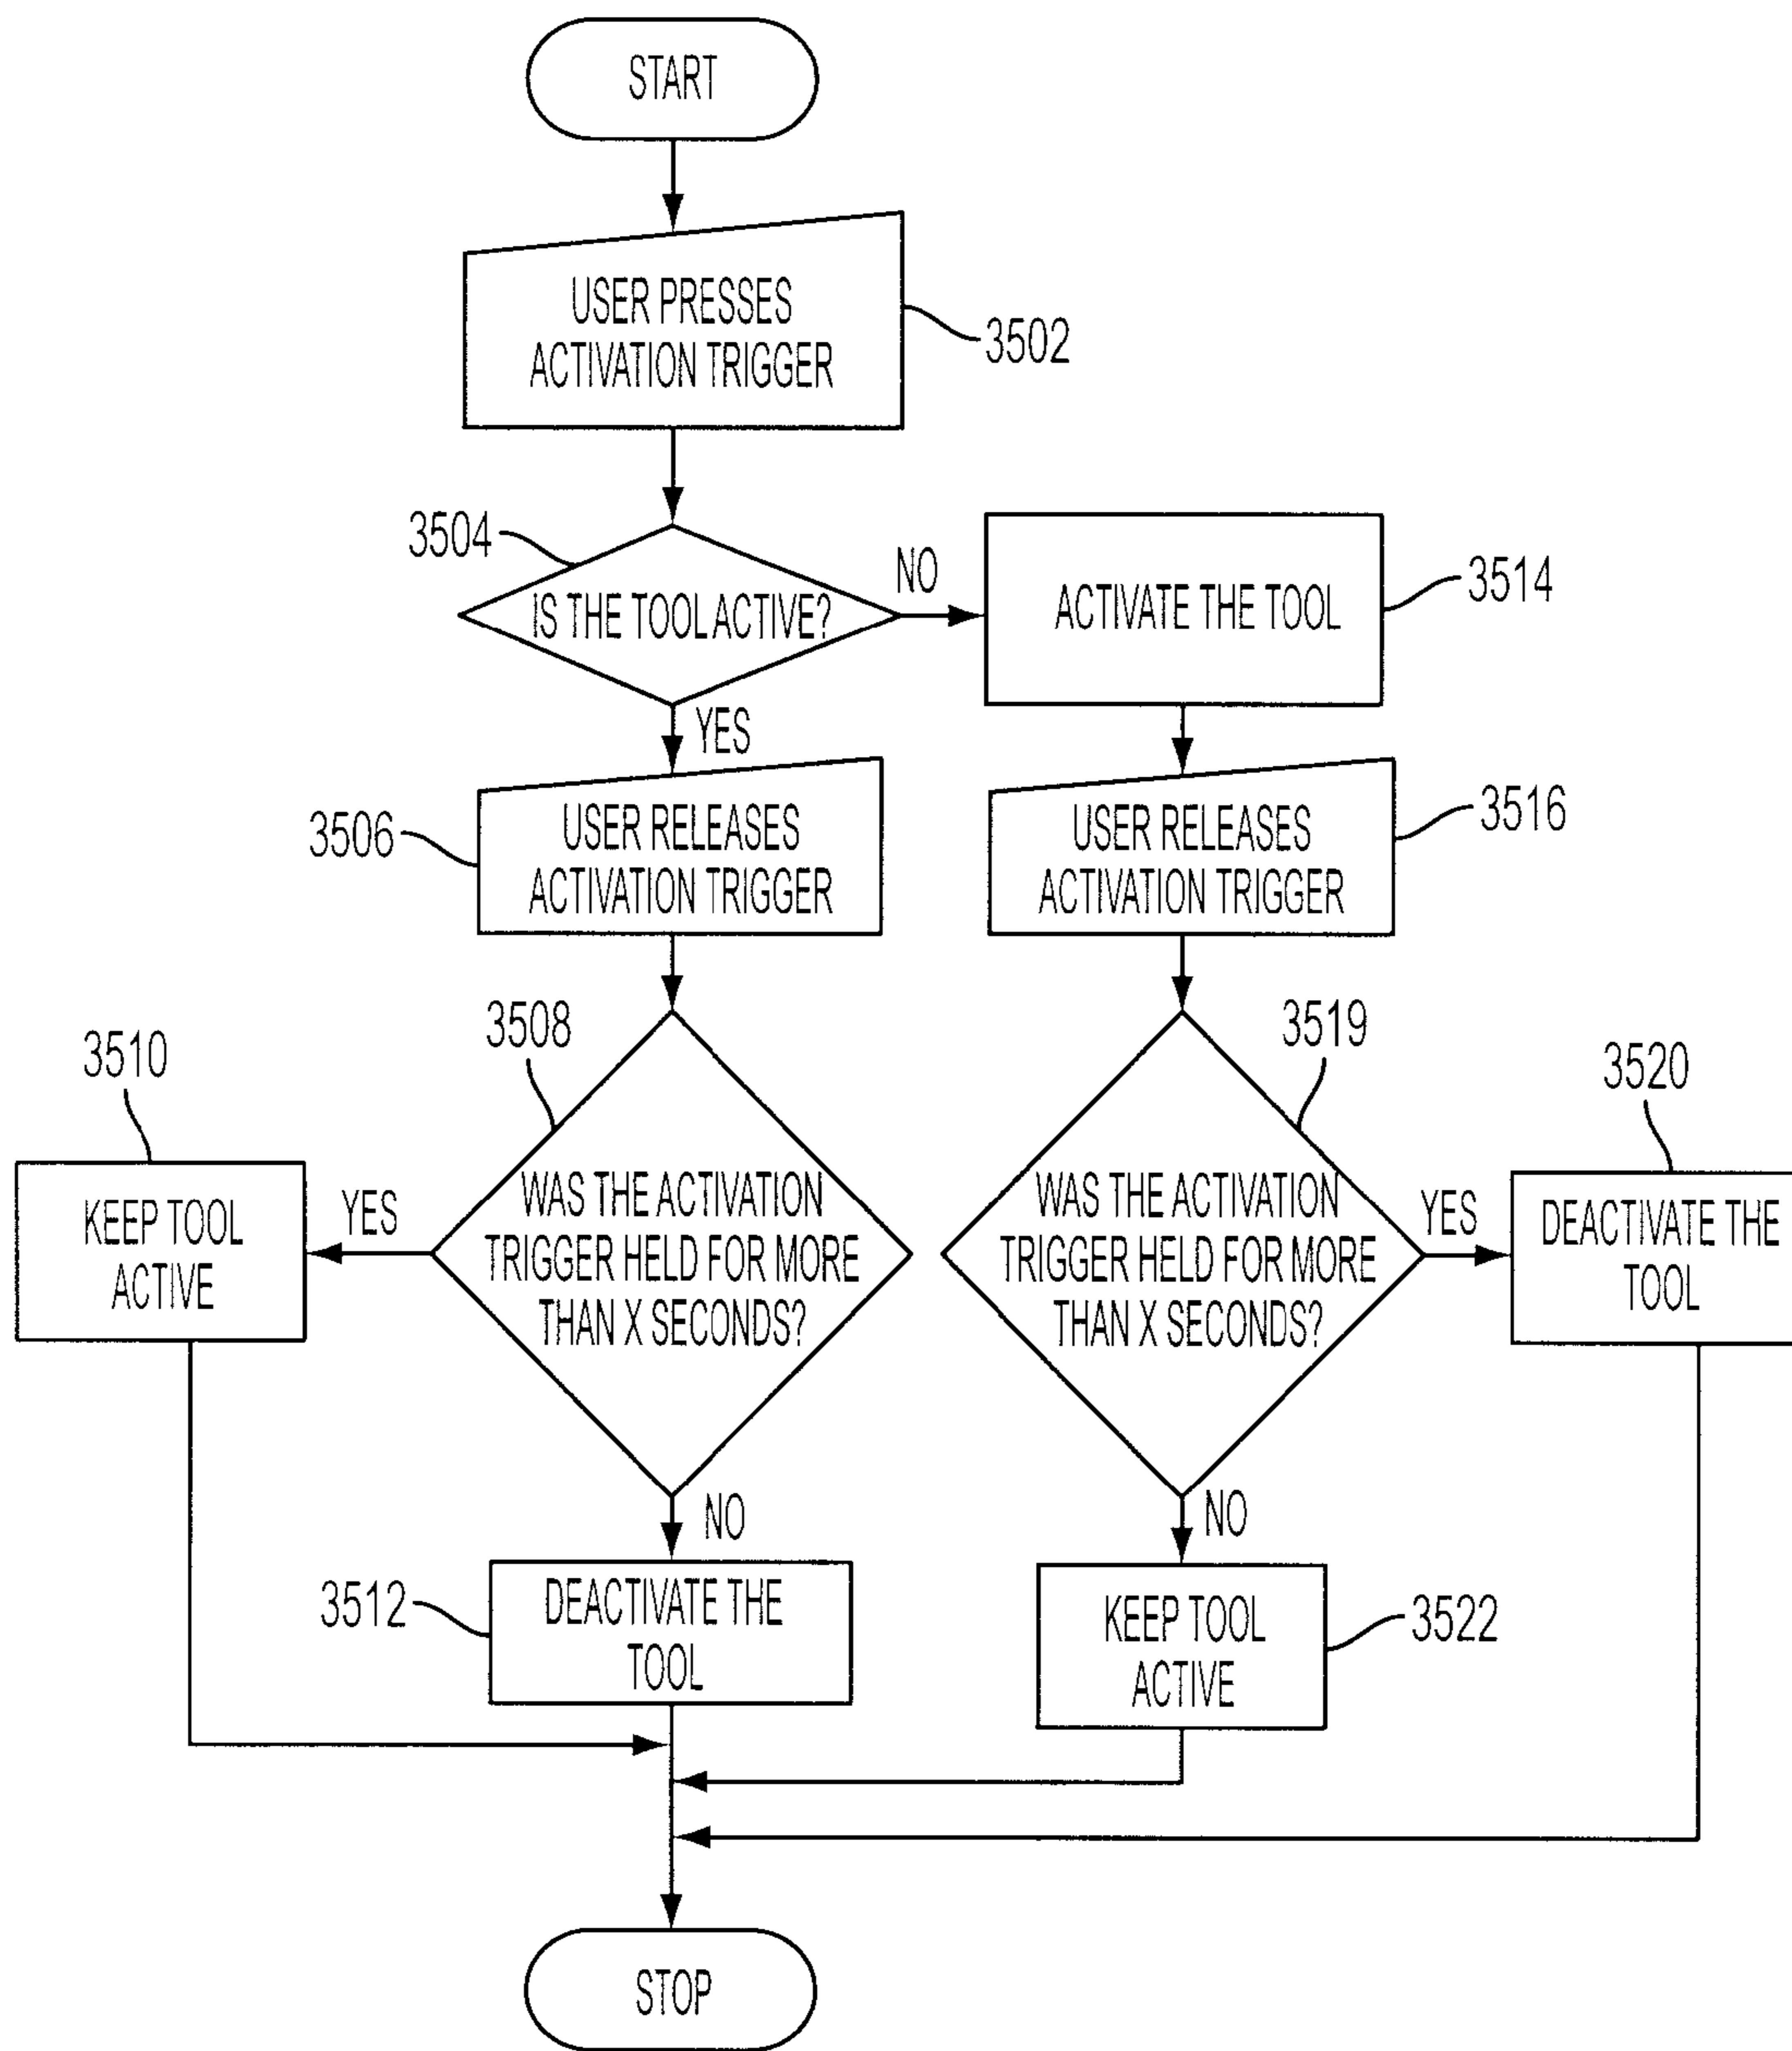 START
USER PRESSES
ACTIVATION TRIGGER
3502
3504
IS THE TOOL ACTIVE?
NO
ACTIVATE THE TOOL
3514
YES
3506
USER RELEASES
ACTIVATION TRIGGER
USER RELEASES
ACTIVATION TRIGGER
3516
3510
3508
3519
3520
KEEP TOOL
ACTIVE
YES
WAS THE ACTIVATION
TRIGGER HELD FOR MORE
THAN X SECONDS?
WAS THE ACTIVATION
TRIGGER HELD FOR MORE
THAN X SECONDS?
YES
DEACTIVATE THE
TOOL
NO
NO
3512
DEACTIVATE THE
TOOL
KEEP TOOL
ACTIVE
3522
STOP